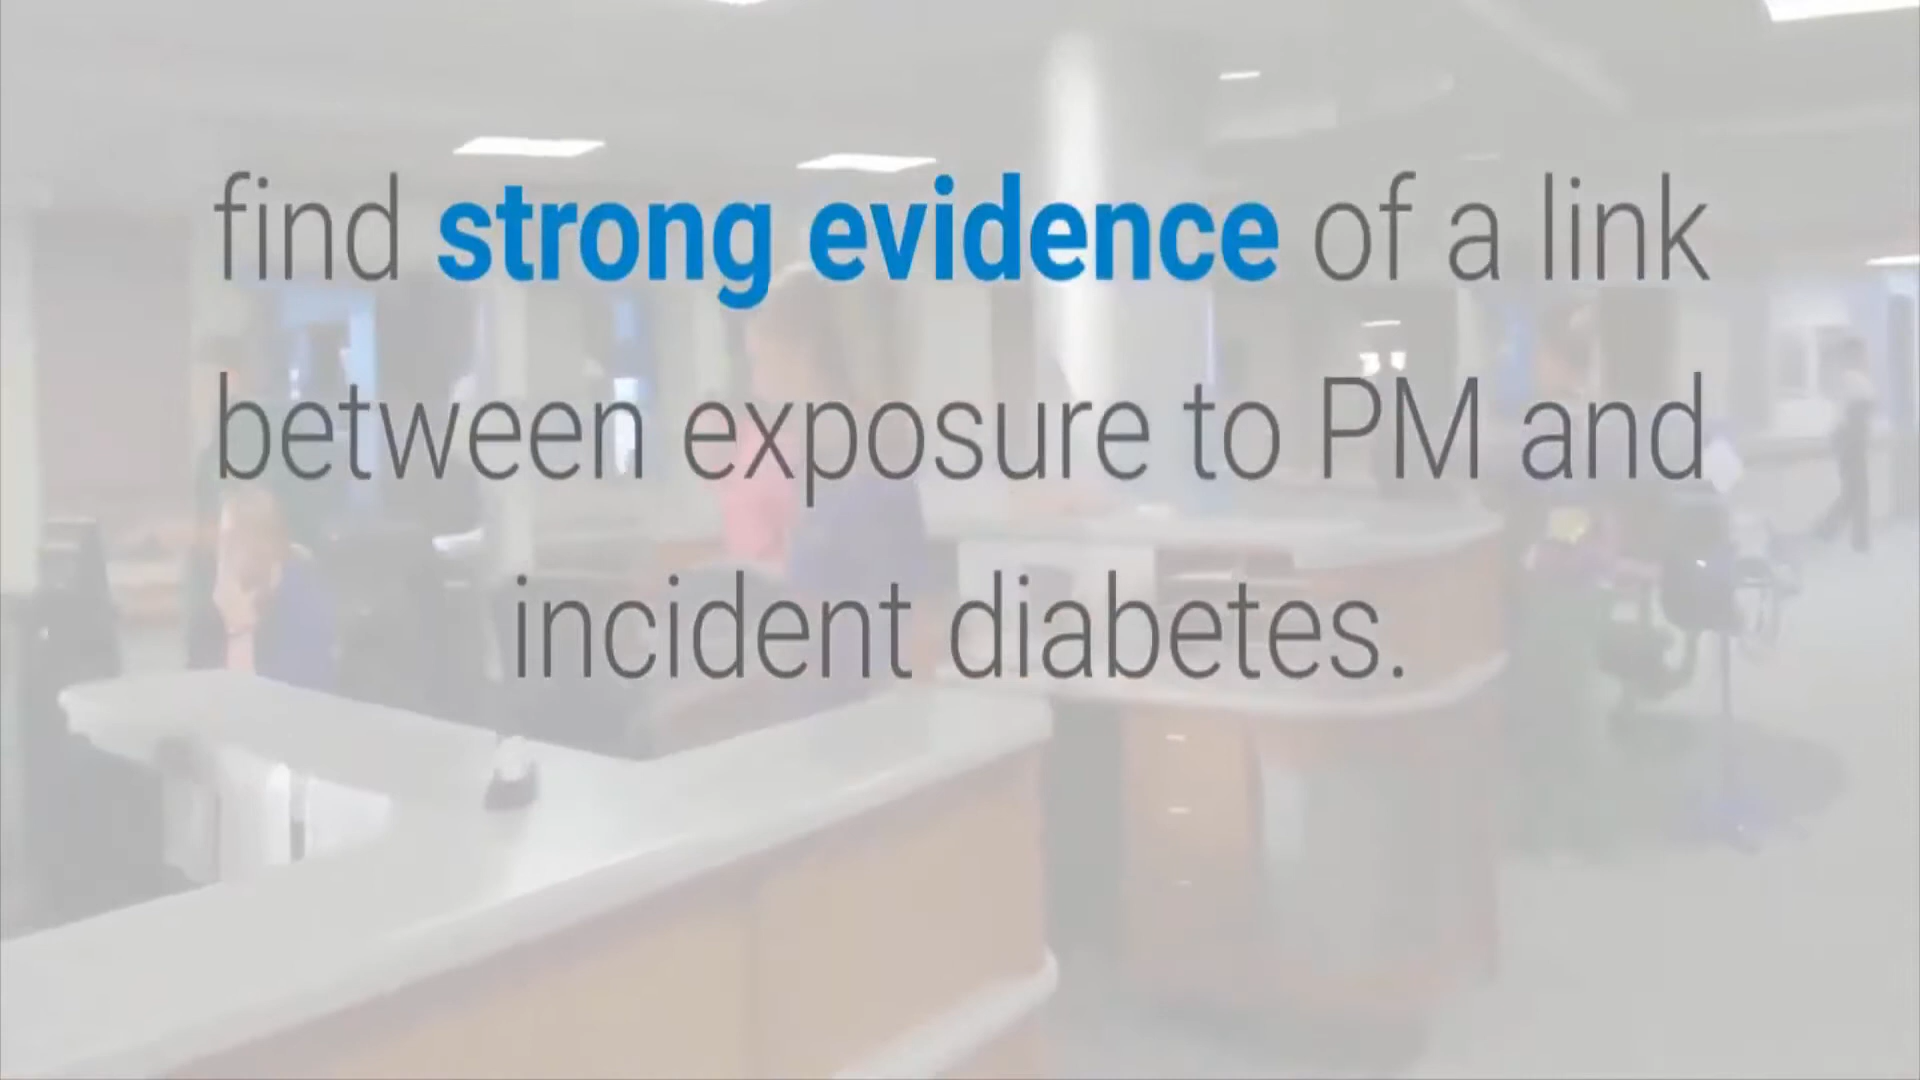 find strong evidence of a link
between exposure to PM and
incident diabetes.